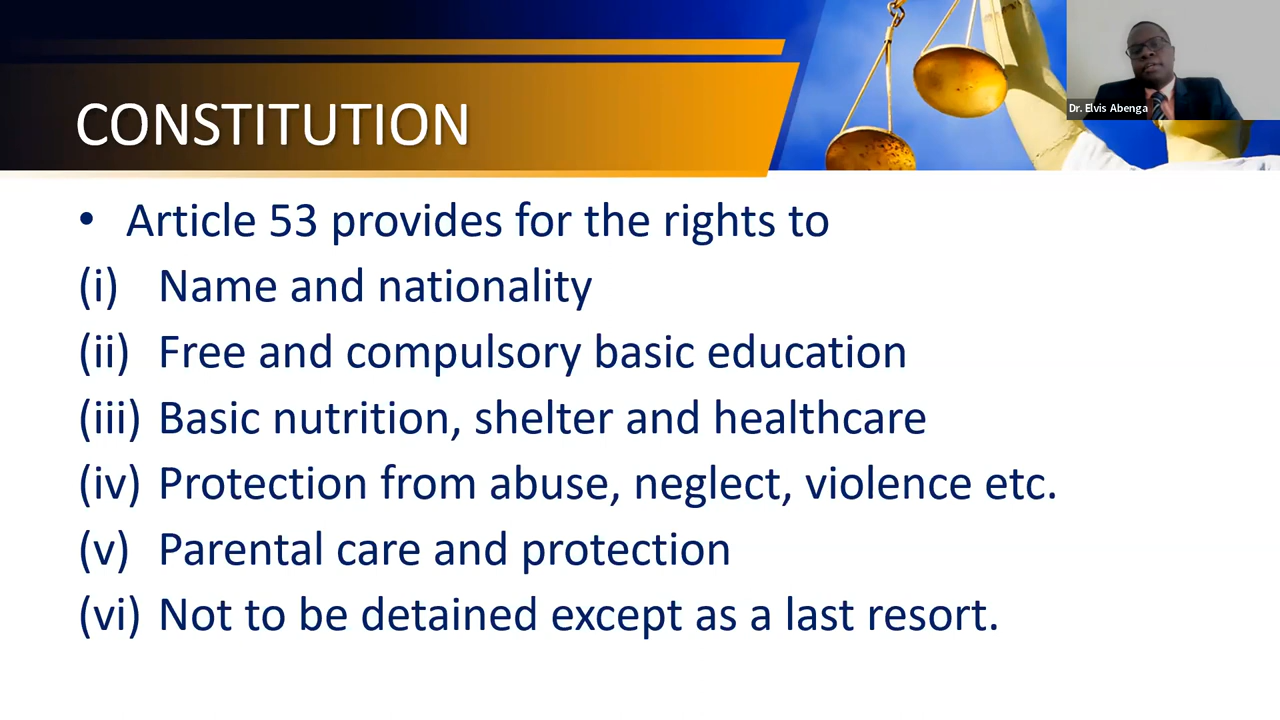 CONSTITUTION
Dr. Elvis Abenga
• Article 53 provides for the rights to
(i) Name and nationality
(ii) Free and compulsory basic education
(iii) Basic nutrition, shelter and healthcare
(iv) Protection from abuse, neglect, violence etc.
(v) Parental care and protection
(vi) Not to be detained except as a last resort.